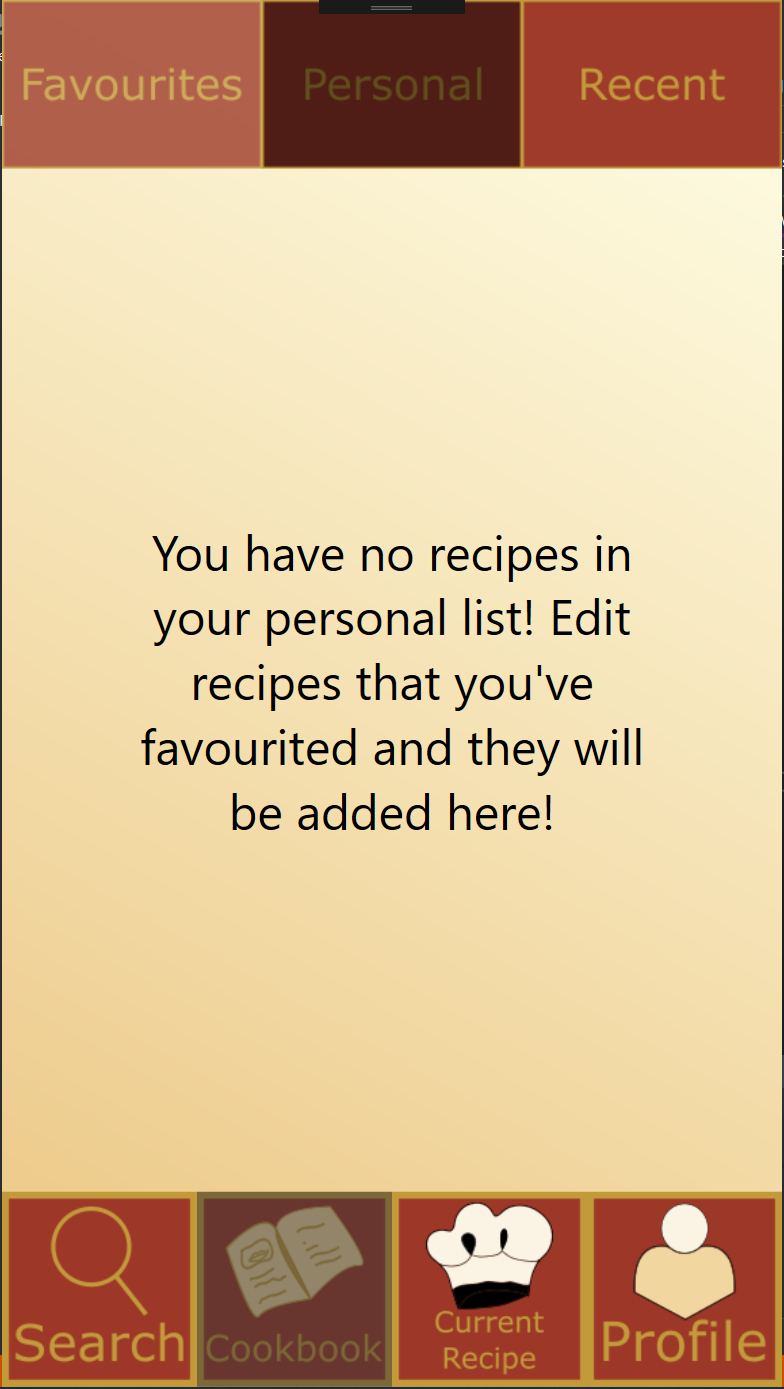 Favourites Personal Recent
You have no recipes in
your personal list! Edit
recipes that you've
favourited and they will
be added here!
Search Cookbook Current
Recipe Profile